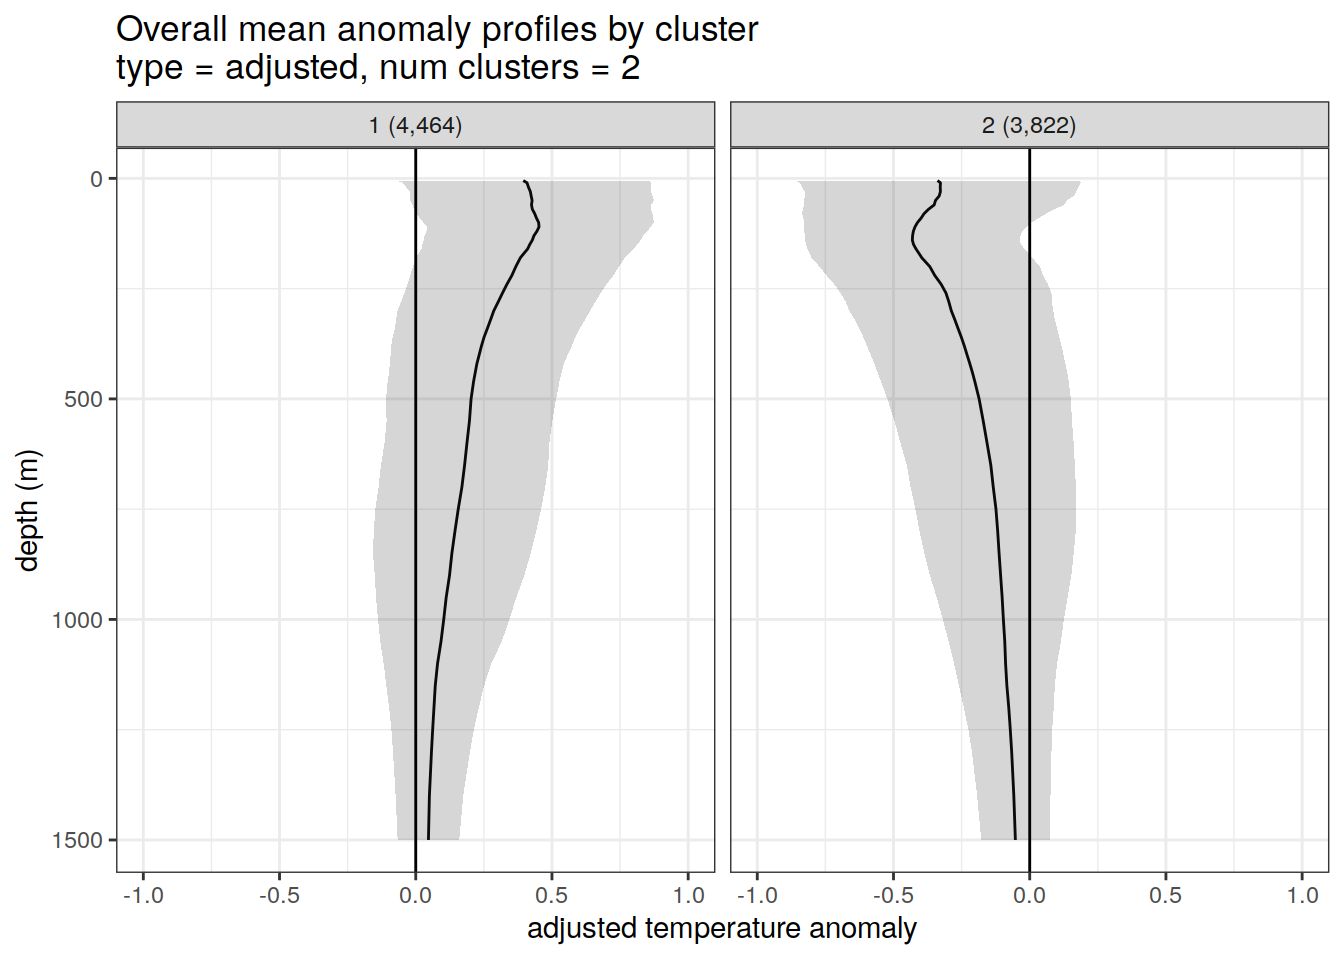 Overall mean anomaly profiles by cluster
type = adjusted, num clusters = 2
1 (4,464)
2 (3,822)
0
500
1000
1500
depth (m)
-1.0 -0.5 0.0 0.5 1.0
-1.0 -0.5 0.0 0.5 1.0
adjusted temperature anomaly